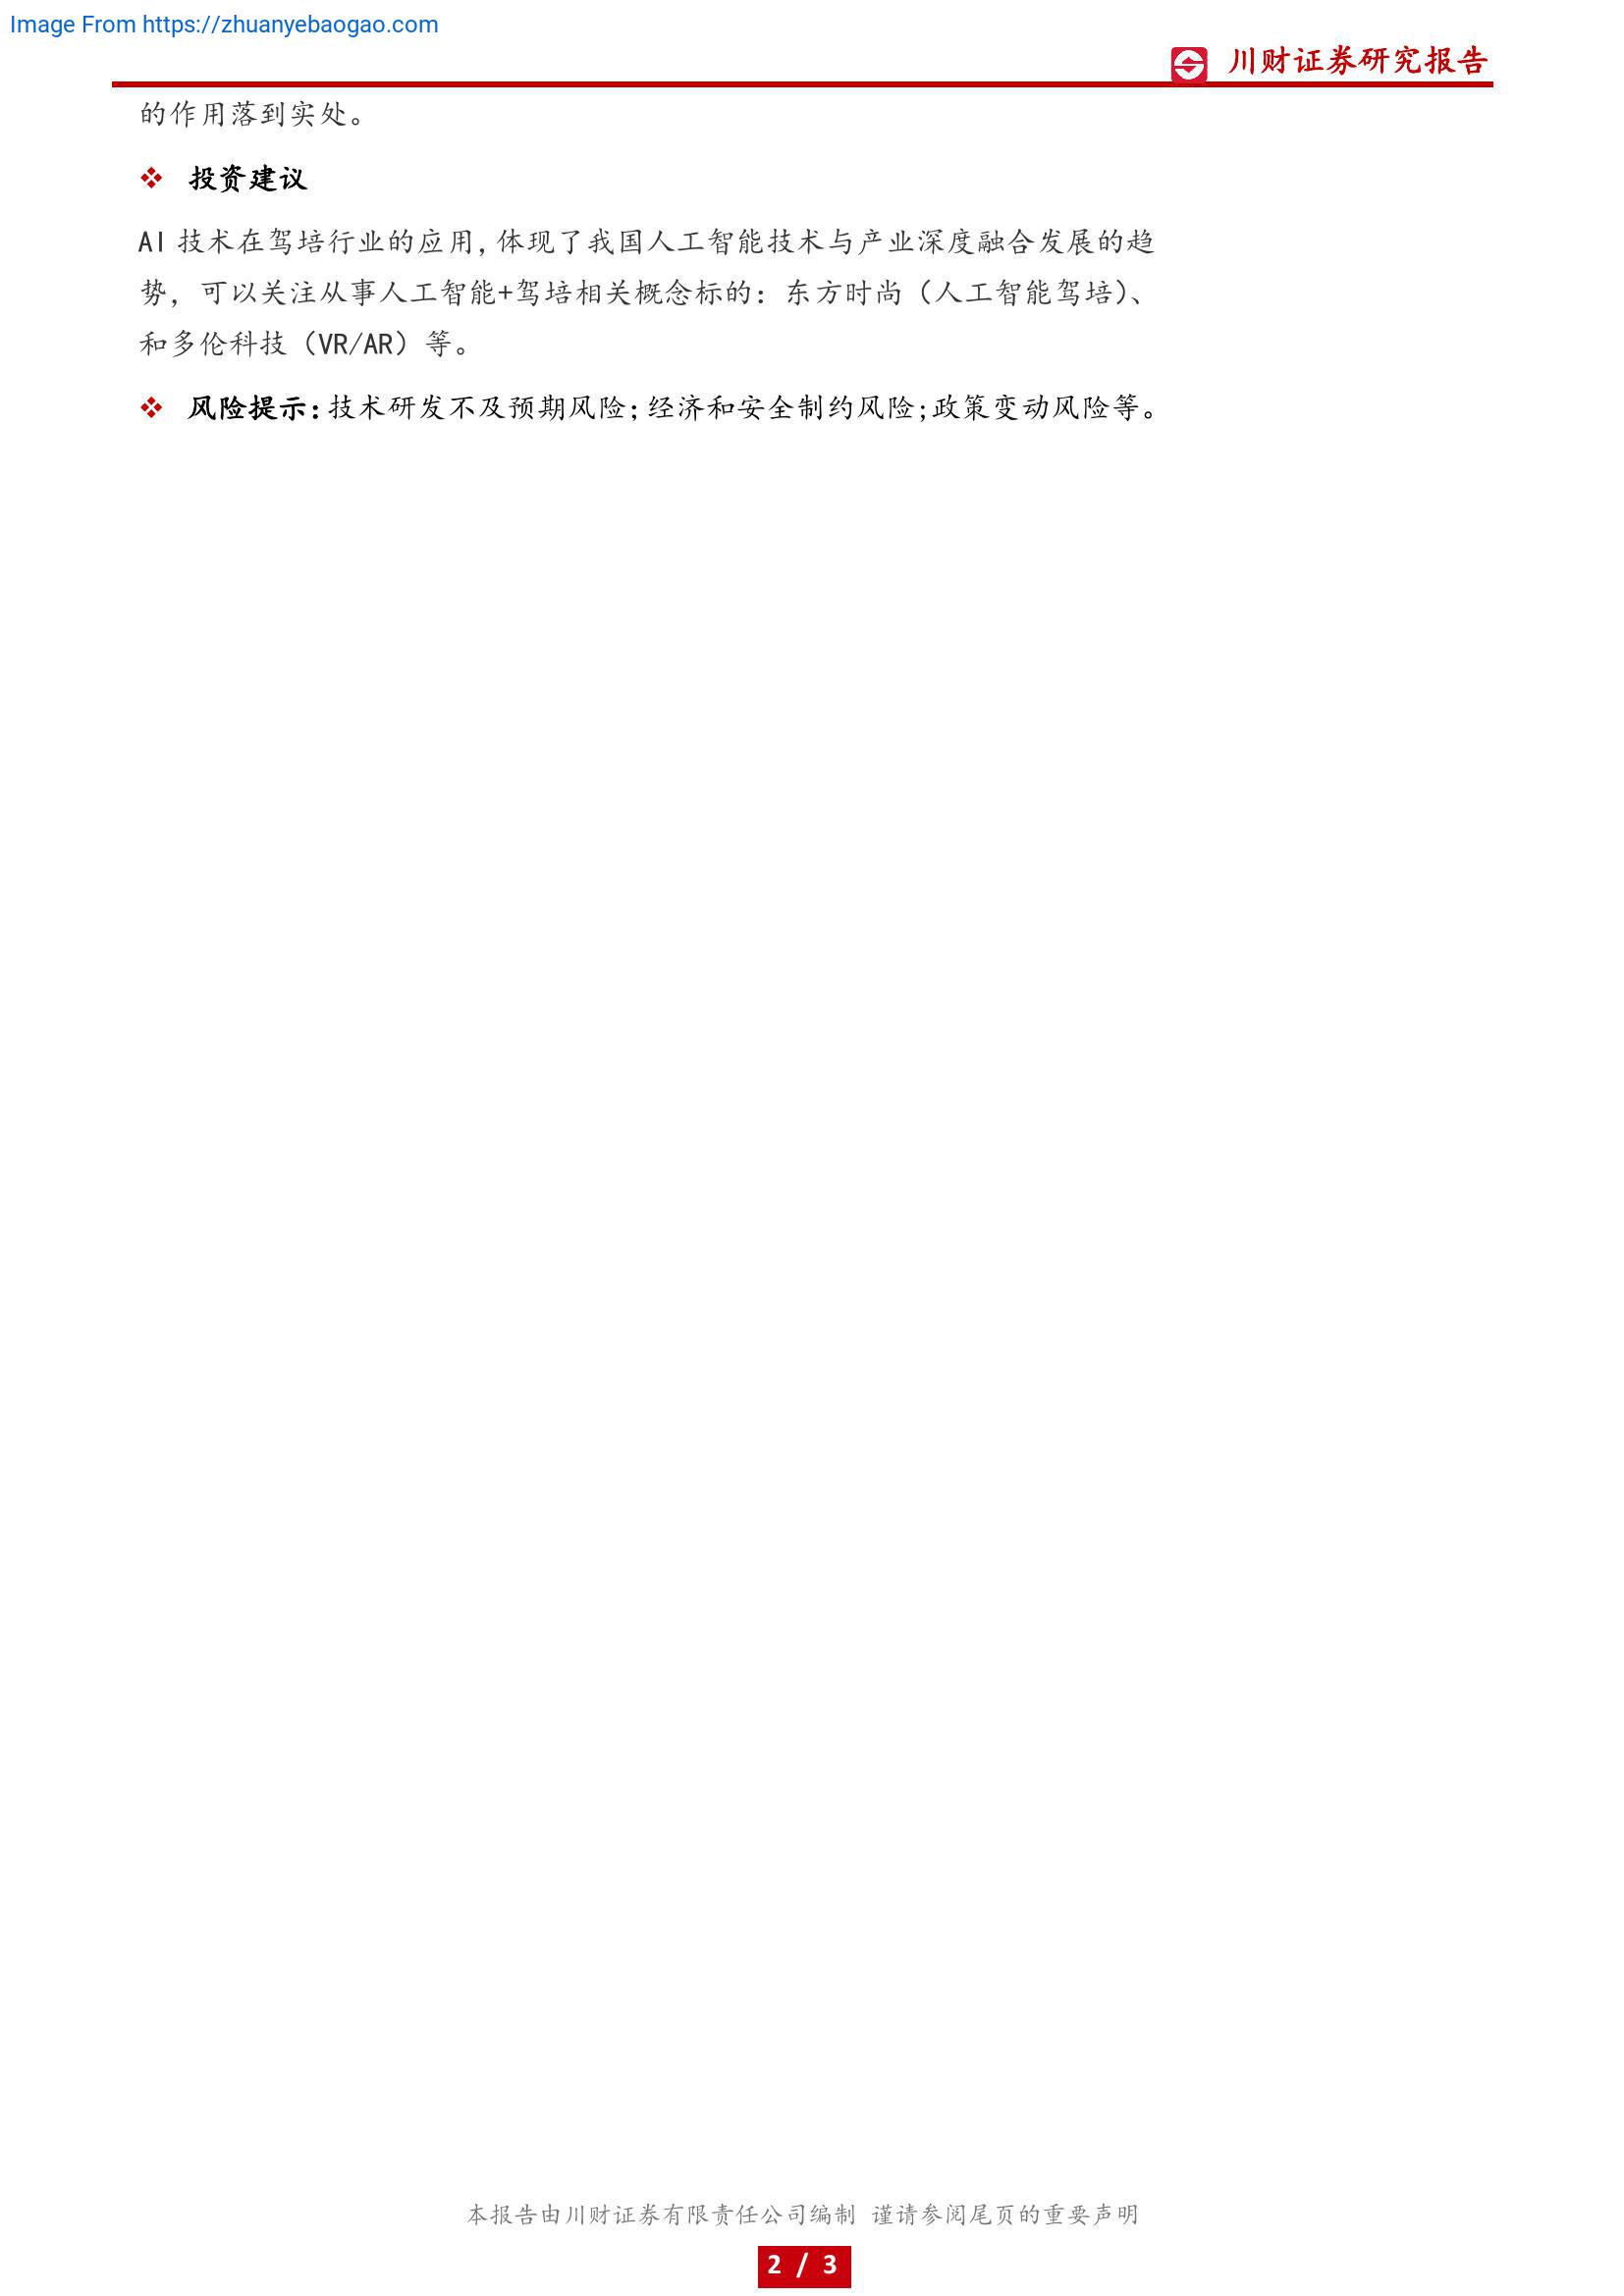 Image From https://zhuanyebaogao.com
川财证券研究报告
的作用落到实处。
❖ 投资建议
AI 技术在驾培行业的应用，体现了我国人工智能技术与产业深度融合发展的趋
势，可以关注从事人工智能+驾培相关概念标的：东方时尚（人工智能驾培）、
和多伦科技（VR/AR）等。
❖ 风险提示：技术研发不及预期风险；经济和安全制约风险；政策变动风险等。
本报告由川财证券有限责任公司编制 谨请参阅尾页的重要声明
2 / 3